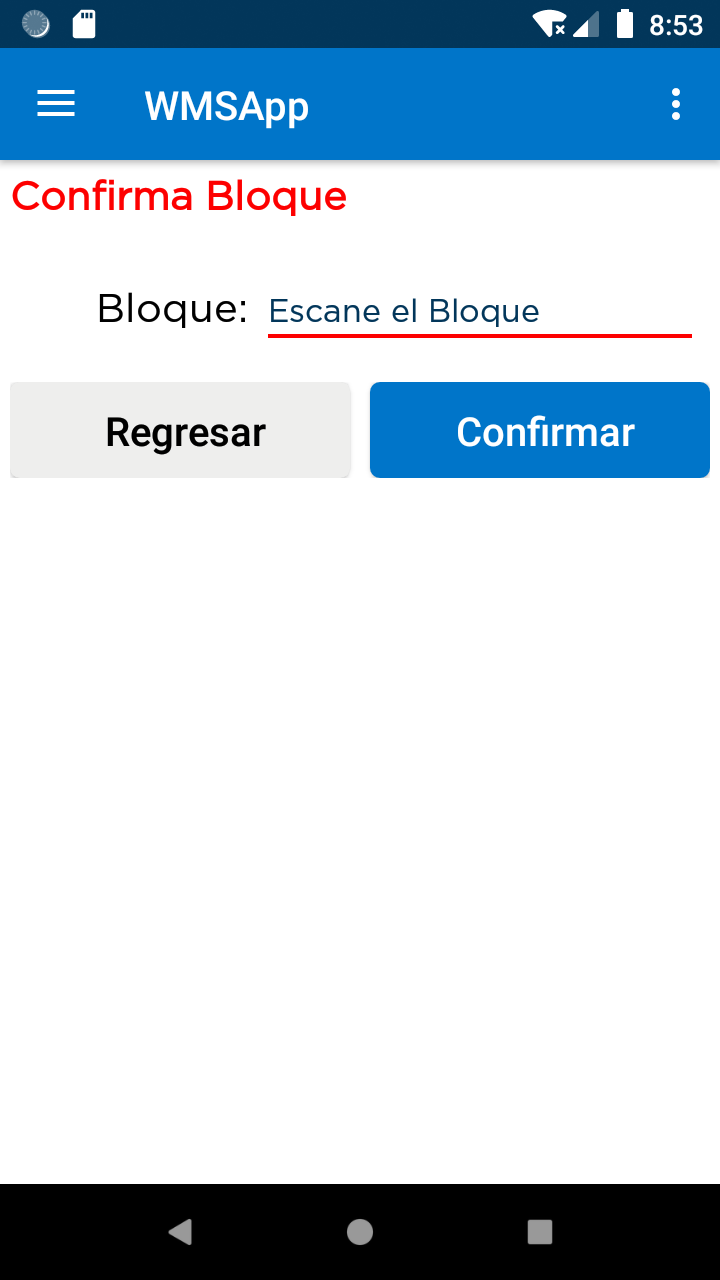 8:53
WMSApp
Confirma Bloque
Bloque: Escane el Bloque
Regresar Confirmar